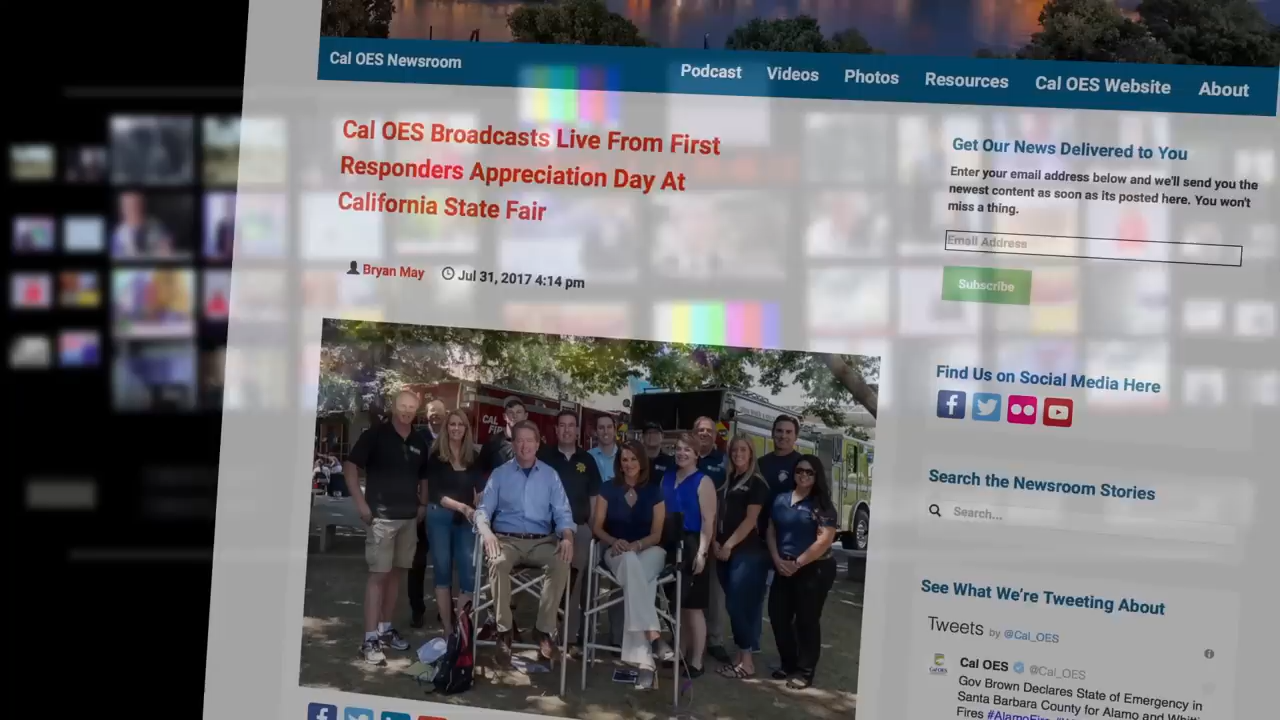 Cal OES Newsroom
Podcast Videos Photos Resources Cal OES Website About
Cal OES Broadcasts Live From First
Responders Appreciation Day At
California State Fair
Bryan May Jul 31, 2017 4:14 pm
CAL
FIRE
Get Our News Delivered to You
Enter your email address below and we'll send you the
newest content as soon as its posted here. You won't
miss a thing.
Email Address
Subscribe
Find Us on Social Media Here
Search the Newsroom Stories
Search...
See What We're Tweeting About
Tweets by @Cal_OES
Cal OES @Cal_OES
Gov Brown Declares State of Emergency in
Santa Barbara County for Alamo and
Fires #AlamoFire